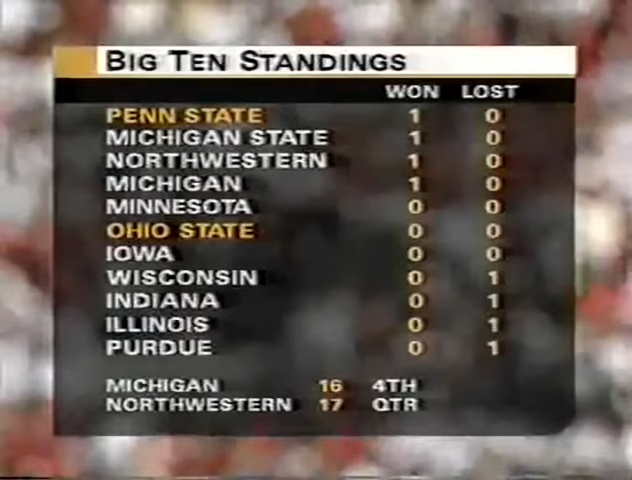 BIG TEN STANDINGS
WON LOST
PENN STATE 1 0
MICHIGAN STATE 1 0
NORTHWESTERN 1 0
MICHIGAN 1 0
MINNESOTA 0 0
OHIO STATE 0 0
IOWA 0 0
WISCONSIN 0 1
INDIANA 0 1
ILLINOIS 0 1
PURDUE 0 1
MICHIGAN 16 4TH
NORTHWESTERN 17 QTR